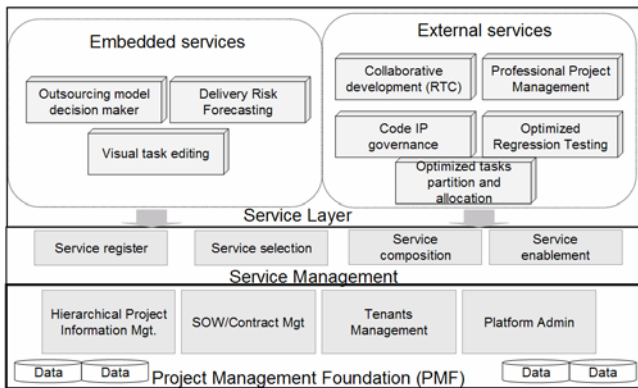 Embedded services
External services
Outsourcing model
decision maker
Delivery Risk
Forecasting
Visual task editing
Collaborative
development (RTC)
Professional Project
Management
Code IP
governance
Optimized
Regression Testing
Optimized tasks
partition and
allocation
Service Layer
Service register
Service selection
Service
composition
Service
enablement
Service Management
Hierarchical Project
Information Mgt.
SOW/Contract Mgt
Tenants
Management
Platform Admin
Data
Data
Data
Data
Project Management Foundation (PMF)